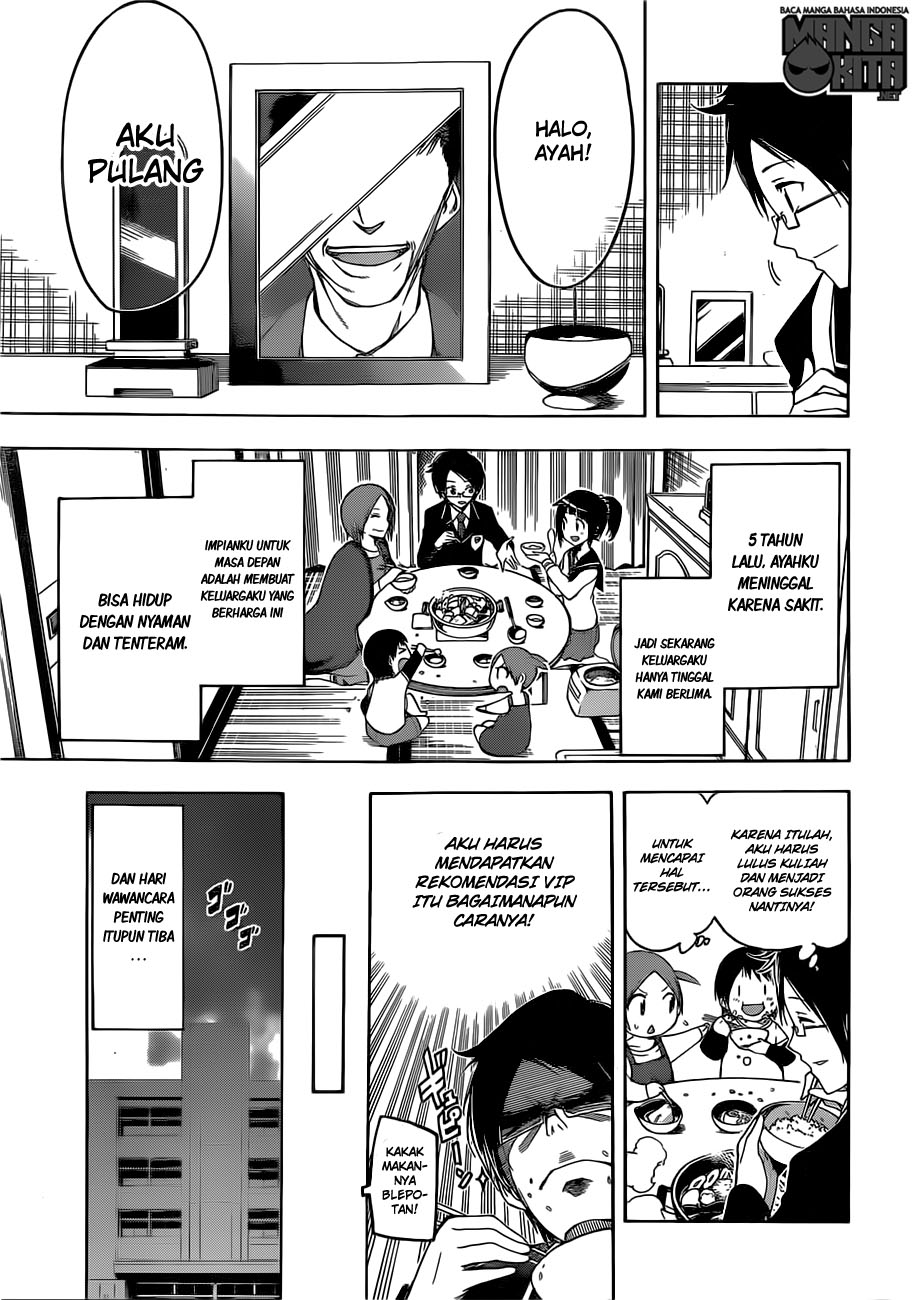 BACA MANGA BAHASA INDONESIA
MANGA
KITA
.NET
HALO,
AYAH!
AKU
PULANG
5 TAHUN
LALU, AYAHKU
MENINGGAL
KARENA SAKIT.
JADI SEKARANG
KELUARGAKU
HANYA TINGGAL
KAMI BERLIMA.
IMPIANKU UNTUK
MASA DEPAN
ADALAH MEMBUAT
KELUARGAKU YANG
BERHARGA INI
BISA HIDUP
DENGAN NYAMAN
DAN TENTERAM.
KARENA ITULAH,
AKU HARUS
LULUS KULIAH
DAN MENJADI
ORANG SUKSES
NANTINYA!
UNTUK
MENCAPAI
HAL
TERSEBUT...
AKU HARUS
MENDAPATKAN
REKOMENDASI VIP
ITU BAGAIMANAPUN
CARANYA!
KAKAK
MAKAN-
NYA
BLEPO-
TAN!
DAN HARI
WAWANCARA
PENTING
ITUPUN TIBA
...
ゴゴゴ